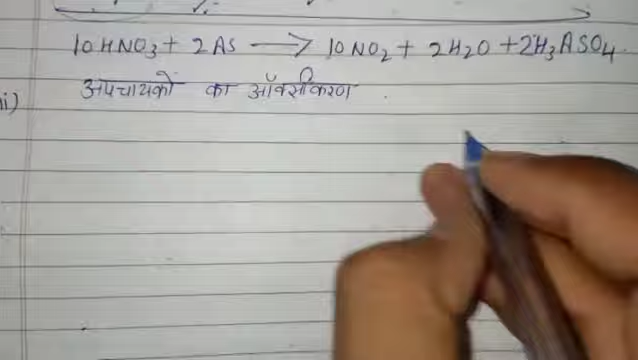 10HNO3 + 2AS → 10NO2 + 2H2O + 2H3ASO4
अपचायकों का ऑक्सीकरण